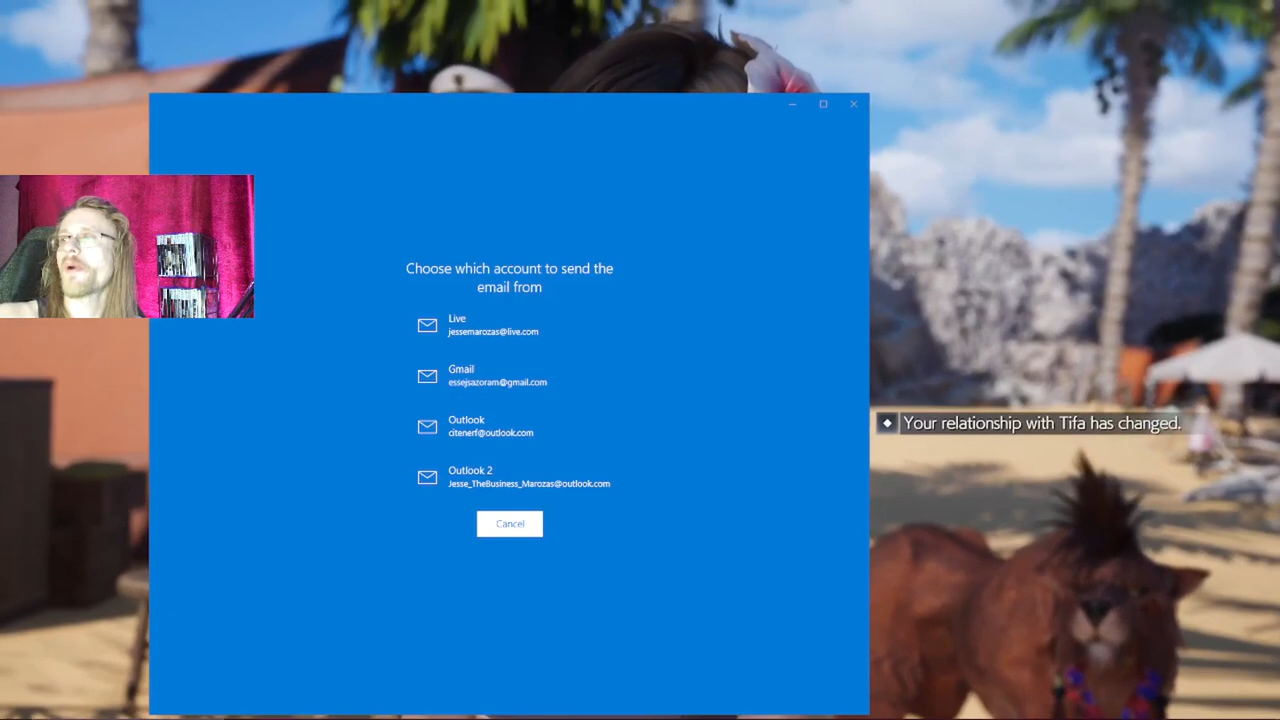 Choose which account to send the
email from
Live
jessemarozas@live.com
Gmail
essejsazoram@gmail.com
Outlook
citenerf@outlook.com
Outlook 2
Jesse_TheBusiness_Marozas@outlook.com
Cancel
Your relationship with Tifa has changed.